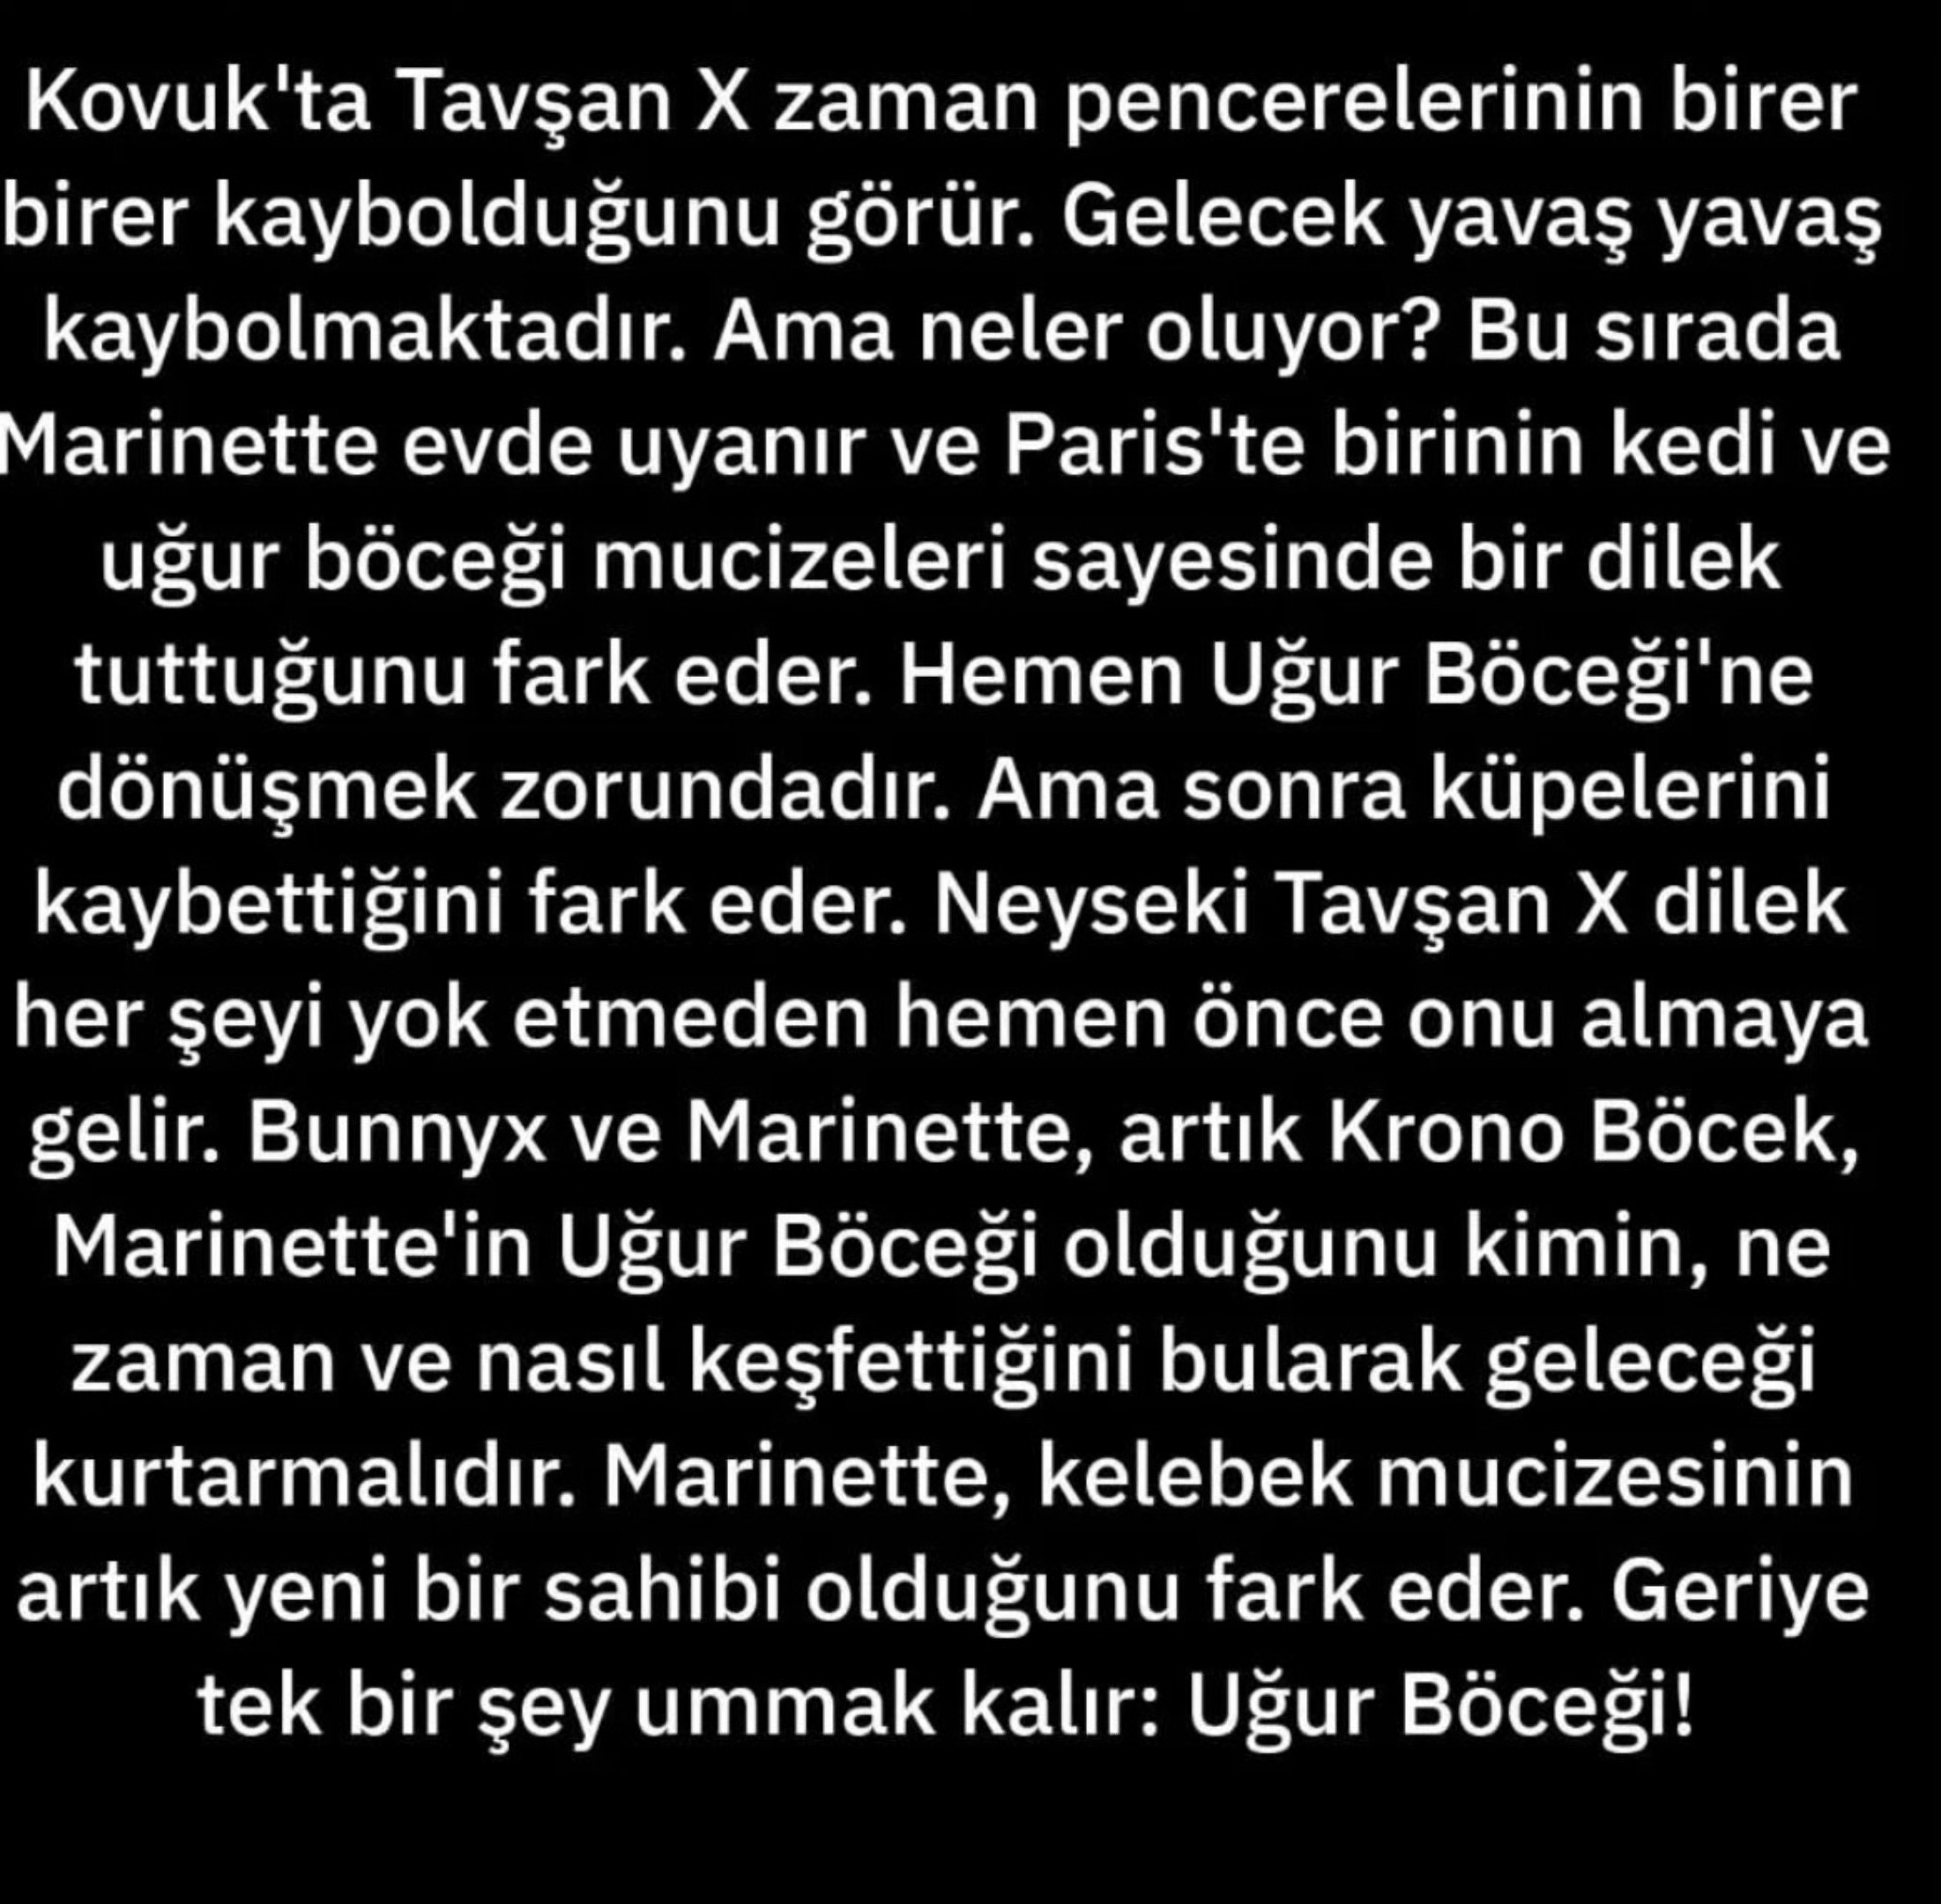 Kovuk'ta Tavşan X zaman pencerelerinin birer
birer kaybolduğunu görür. Gelecek yavaş yavaş
kaybolmaktadır. Ama neler oluyor? Bu sırada
Marinette evde uyanır ve Paris'te birinin kedi ve
uğur böceği mucizeleri sayesinde bir dilek
tuttuğunu fark eder. Hemen Uğur Böceği'ne
dönüşmek zorundadır. Ama sonra küpelerini
kaybettiğini fark eder. Neyseki Tavşan X dilek
her şeyi yok etmeden hemen önce onu almaya
gelir. Bunnyx ve Marinette, artık Krono Böcek,
Marinette'in Uğur Böceği olduğunu kimin, ne
zaman ve nasıl keşfettiğini bularak geleceği
kurtarmalıdır. Marinette, kelebek mucizesinin
artık yeni bir sahibi olduğunu fark eder. Geriye
tek bir şey ummak kalır: Uğur Böceği!